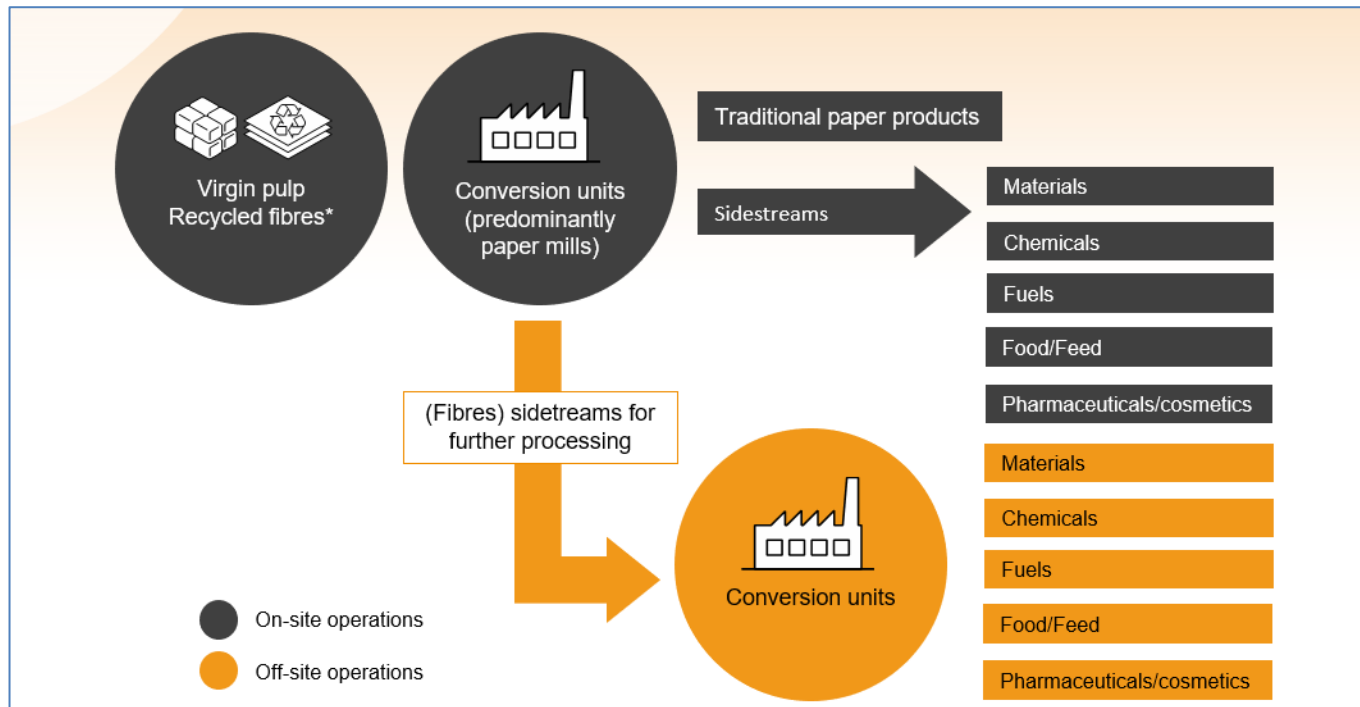 Virgin pulp
Recycled fibres*
Conversion units
(predominantly
paper mills)
Traditional paper products
Sidestreams
Materials
Chemicals
Fuels
Food/Feed
Pharmaceuticals/cosmetics
(Fibres) sidetreams for
further processing
Conversion units
Materials
Chemicals
Fuels
Food/Feed
Pharmaceuticals/cosmetics
On-site operations
Off-site operations